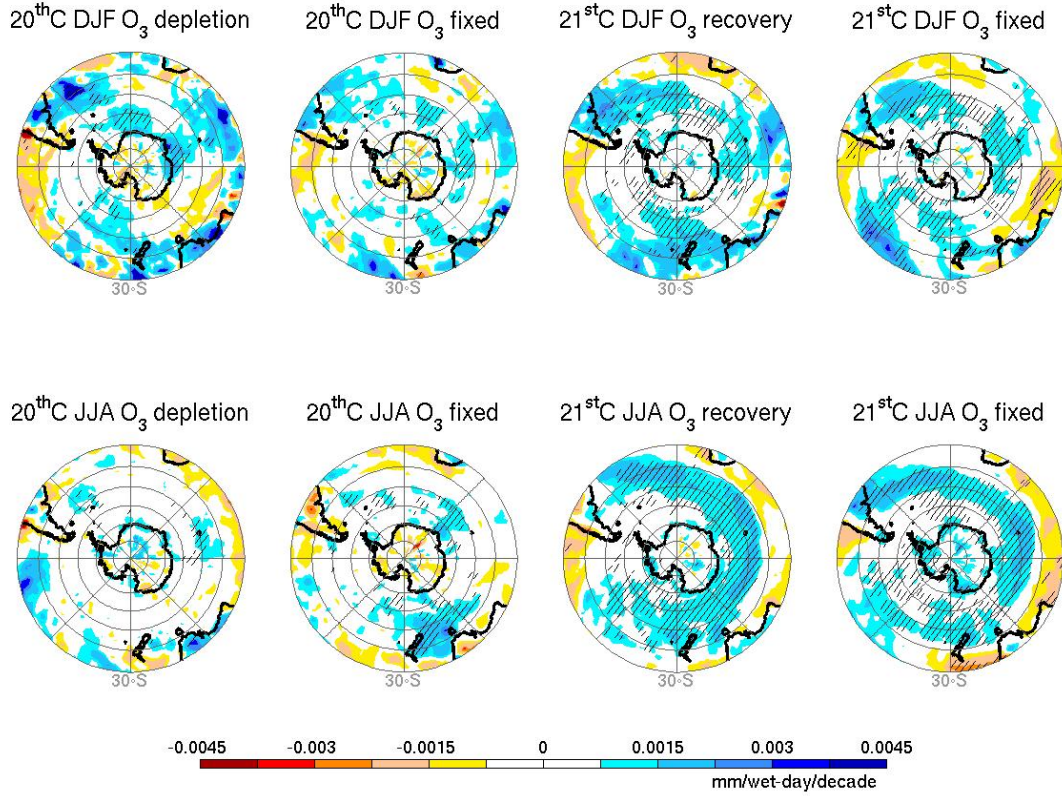 20thC DJF O3 depletion
20thC DJF O3 fixed
21stC DJF O3 recovery
21stC DJF O3 fixed
30◦S
30◦S
30◦S
30◦S
20thC JJA O3 depletion
20thC JJA O3 fixed
21stC JJA O3 recovery
21stC JJA O3 fixed
30◦S
30◦S
30◦S
30◦S
-0.0045 -0.003 -0.0015 0 0.0015 0.003 0.0045
mm/wet-day/decade